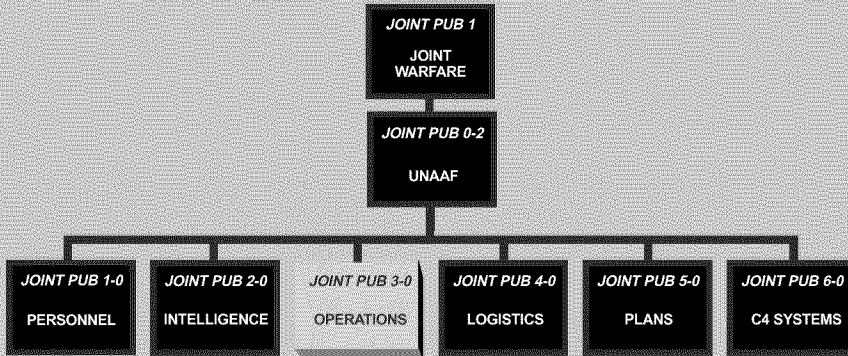 JOINT PUB 1
JOINT
WARFARE
JOINT PUB 0-2
UNAAF
JOINT PUB 1-0
PERSONNEL
JOINT PUB 2-0
INTELLIGENCE
JOINT PUB 3-0
OPERATIONS
JOINT PUB 4-0
LOGISTICS
JOINT PUB 5-0
PLANS
JOINT PUB 6-0
C4 SYSTEMS